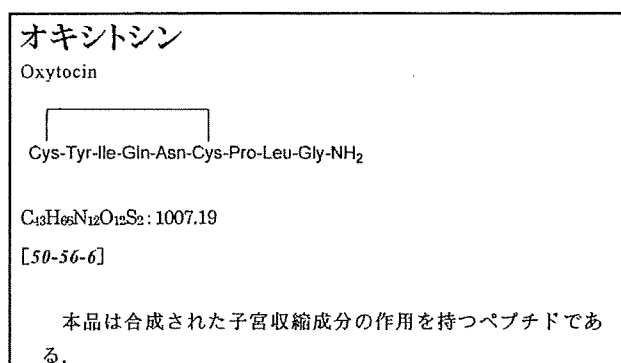 オキシトシン
Oxytocin
Cys-Tyr-Ile-Gln-Asn-Cys-Pro-Leu-Gly-NH₂
C₄₃H₆₆N₁₂O₁₂S₂ : 1007.19
[50-56-6]
本品は合成された子宮収縮成分の作用を持つペプチドであ
る．